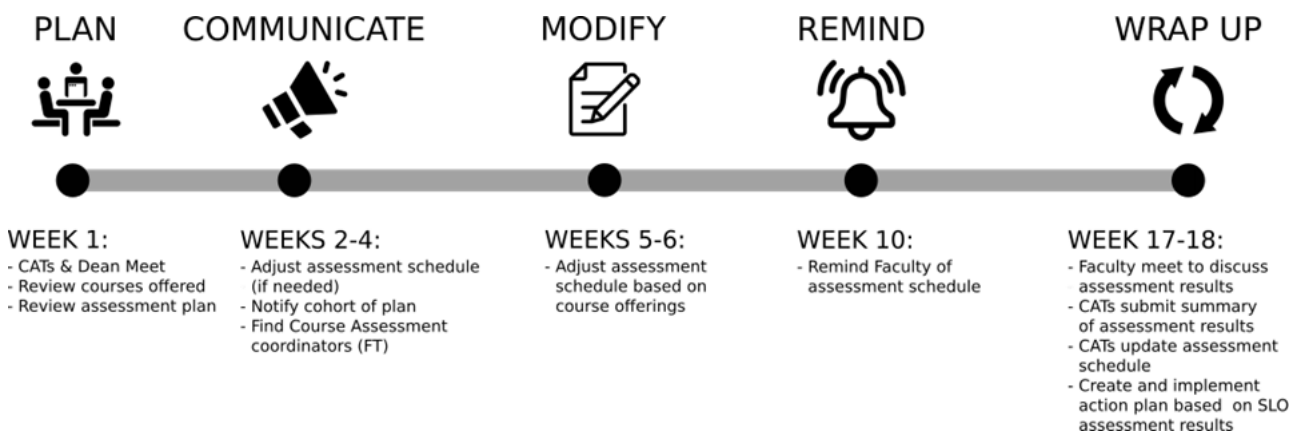 PLAN
COMMUNICATE
MODIFY
REMIND
WRAP UP
WEEK 1:
- CATs & Dean Meet
- Review courses offered
- Review assessment plan
WEEKS 2-4:
- Adjust assessment schedule
(if needed)
- Notify cohort of plan
- Find Course Assessment
coordinators (FT)
WEEKS 5-6:
- Adjust assessment
schedule based on
course offerings
WEEK 10:
- Remind Faculty of
assessment schedule
WEEK 17-18:
- Faculty meet to discuss
assessment results
- CATs submit summary
of assessment results
- CATs update assessment
schedule
- Create and implement
action plan based  on SLO
assessment results